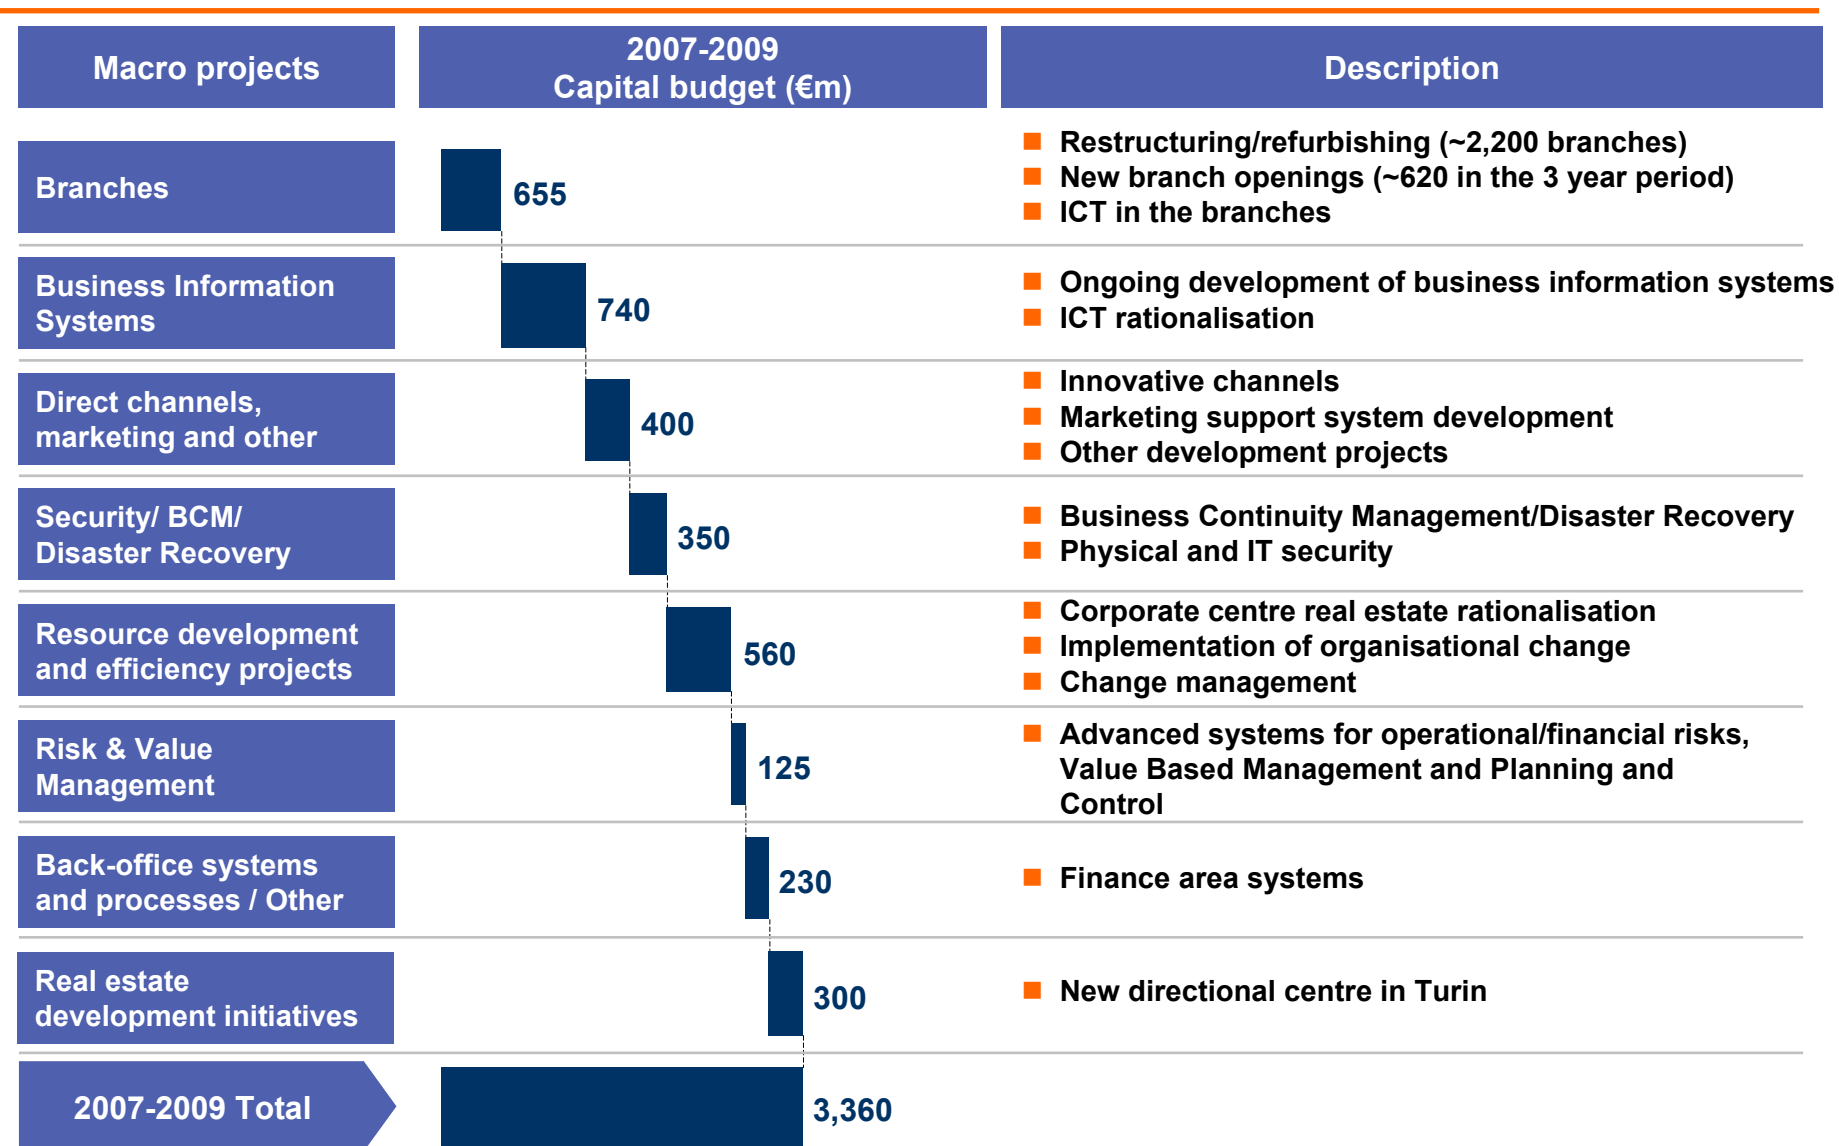 Macro projects
2007-2009
Capital budget (€m)
Description
Branches
655
Restructuring/refurbishing (~2,200 branches)
New branch openings (~620 in the 3 year period)
ICT in the branches
Business Information
Systems
740
Ongoing development of business information systems
ICT rationalisation
Direct channels,
marketing and other
400
Innovative channels
Marketing support system development
Other development projects
Security/ BCM/
Disaster Recovery
350
Business Continuity Management/Disaster Recovery
Physical and IT security
Resource development
and efficiency projects
560
Corporate centre real estate rationalisation
Implementation of organisational change
Change management
Risk & Value
Management
125
Advanced systems for operational/financial risks,
Value Based Management and Planning and
Control
Back-office systems
and processes / Other
230
Finance area systems
Real estate
development initiatives
300
New directional centre in Turin
2007-2009 Total
3,360